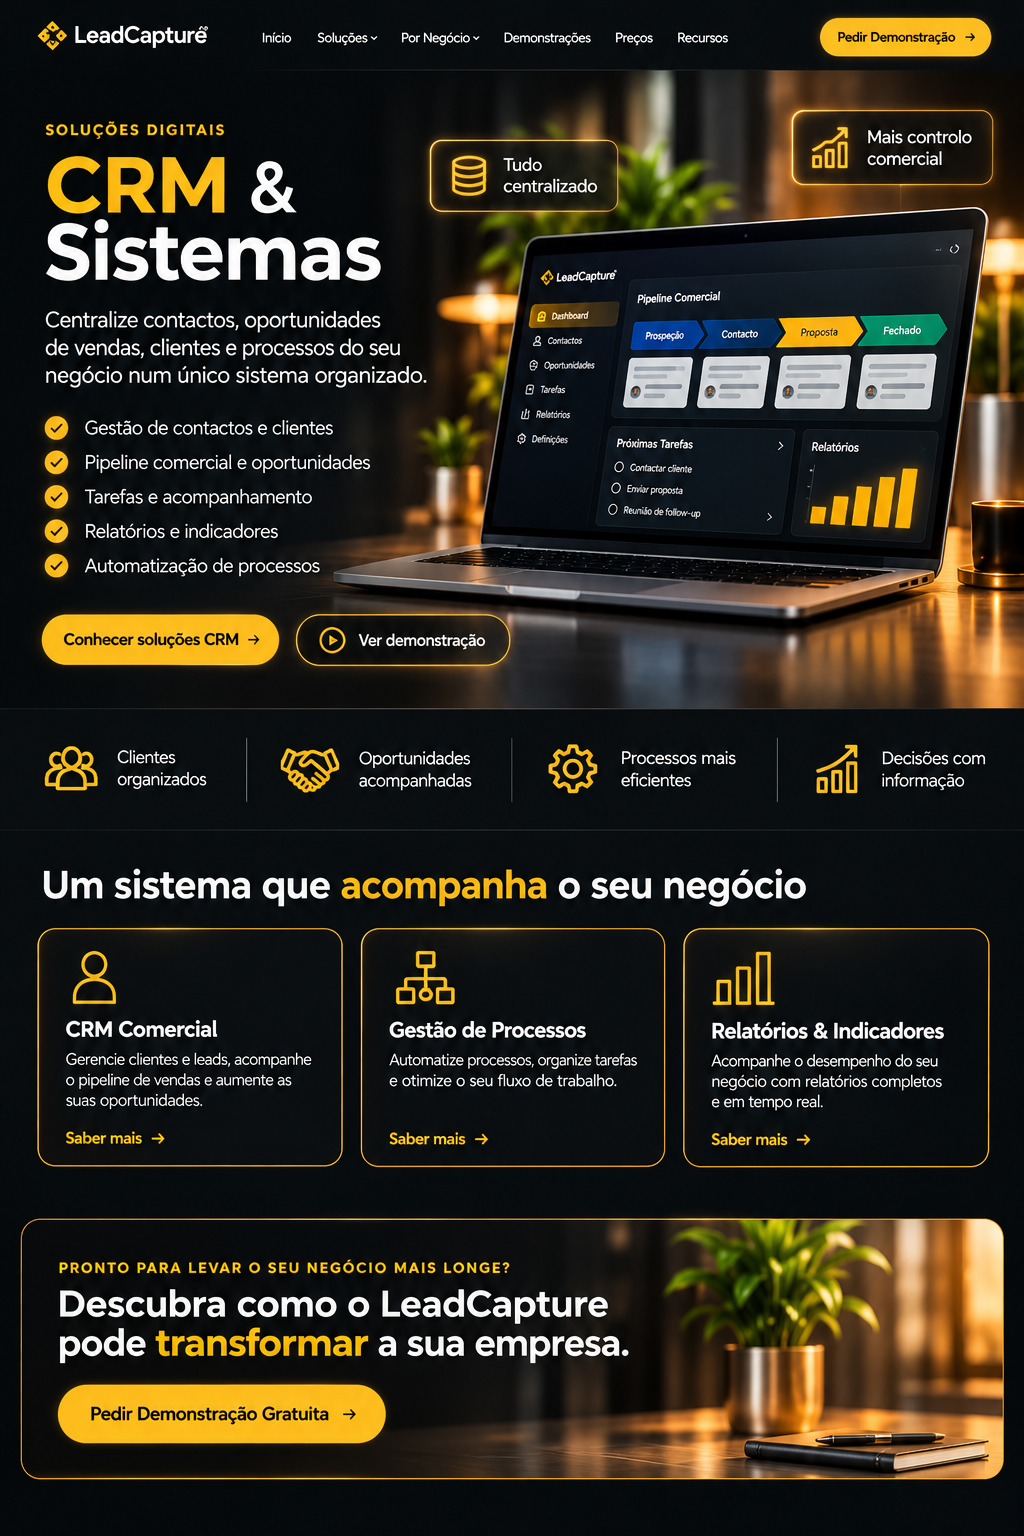 LeadCapture®
Início
Soluções
Por Negócio
Demonstrações
Preços
Recursos
Pedir Demonstração →
SOLUÇÕES DIGITAIS
CRM &
Sistemas
Centralize contactos, oportunidades
de vendas, clientes e processos do seu
negócio num único sistema organizado.
Gestão de contactos e clientes
Pipeline comercial e oportunidades
Tarefas e acompanhamento
Relatórios e indicadores
Automatização de processos
Conhecer soluções CRM →
Ver demonstração
Tudo
centralizado
Mais controlo
comercial
LeadCapture®
Dashboard
Contactos
Oportunidades
Tarefas
Relatórios
Definições
Pipeline Comercial
Prospeção
Contacto
Proposta
Fechado
Próximas Tarefas
Contactar cliente
Enviar proposta
Reunião de follow-up
Relatórios
Clientes
organizados
Oportunidades
acompanhadas
Processos mais
eficientes
Decisões com
informação
Um sistema que acompanha o seu negócio
CRM Comercial
Gerencie clientes e leads, acompanhe
o pipeline de vendas e aumente as
suas oportunidades.
Saber mais →
Gestão de Processos
Automatize processos, organize tarefas
e otimize o seu fluxo de trabalho.
Saber mais →
Relatórios & Indicadores
Acompanhe o desempenho do seu
negócio com relatórios completos
e em tempo real.
Saber mais →
PRONTO PARA LEVAR O SEU NEGÓCIO MAIS LONGE?
Descubra como o LeadCapture
pode transformar a sua empresa.
Pedir Demonstração Gratuita →